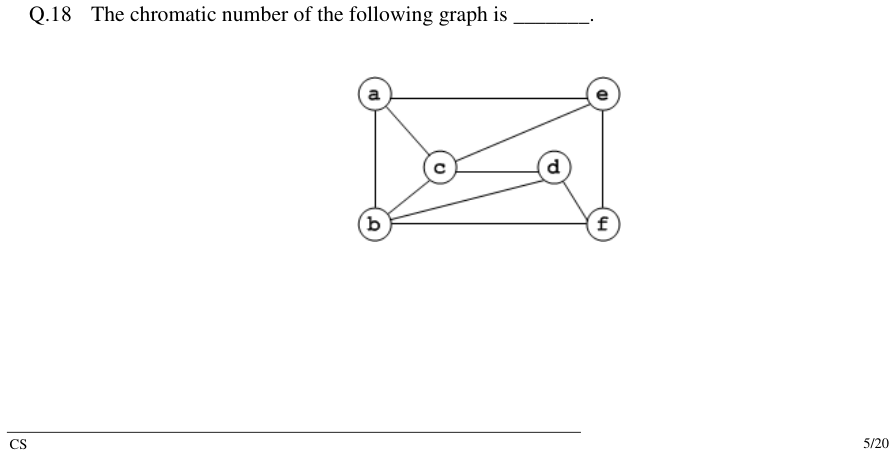 Q.18 The chromatic number of the following graph is _______.
a e
c d
b f
CS 5/20